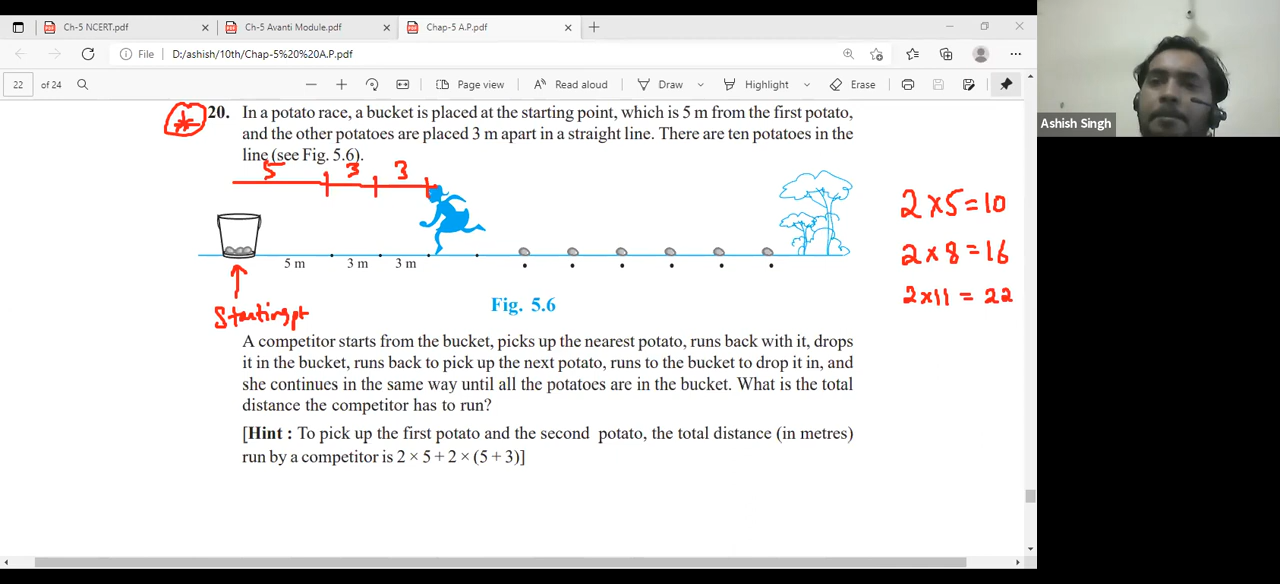 Ch-5 NCERT.pdf
Ch-5 Avanti Module.pdf
Chap-5 A.P.pdf
File
D:/ashish/10th/Chap-5%20%20A.P.pdf
22
of 24
Page view
Read aloud
Draw
Highlight
Erase
20. In a potato race, a bucket is placed at the starting point, which is 5 m from the first potato,
and the other potatoes are placed 3 m apart in a straight line. There are ten potatoes in the
line (see Fig. 5.6).
5 3 3
5 m 3 m 3 m
Starting pt
Fig. 5.6
2×5=10
2×8=16
2×11=22
A competitor starts from the bucket, picks up the nearest potato, runs back with it, drops
it in the bucket, runs back to pick up the next potato, runs to the bucket to drop it in, and
she continues in the same way until all the potatoes are in the bucket. What is the total
distance the competitor has to run?
[Hint : To pick up the first potato and the second potato, the total distance (in metres)
run by a competitor is 2 × 5 + 2 × (5 + 3)]
Ashish Singh